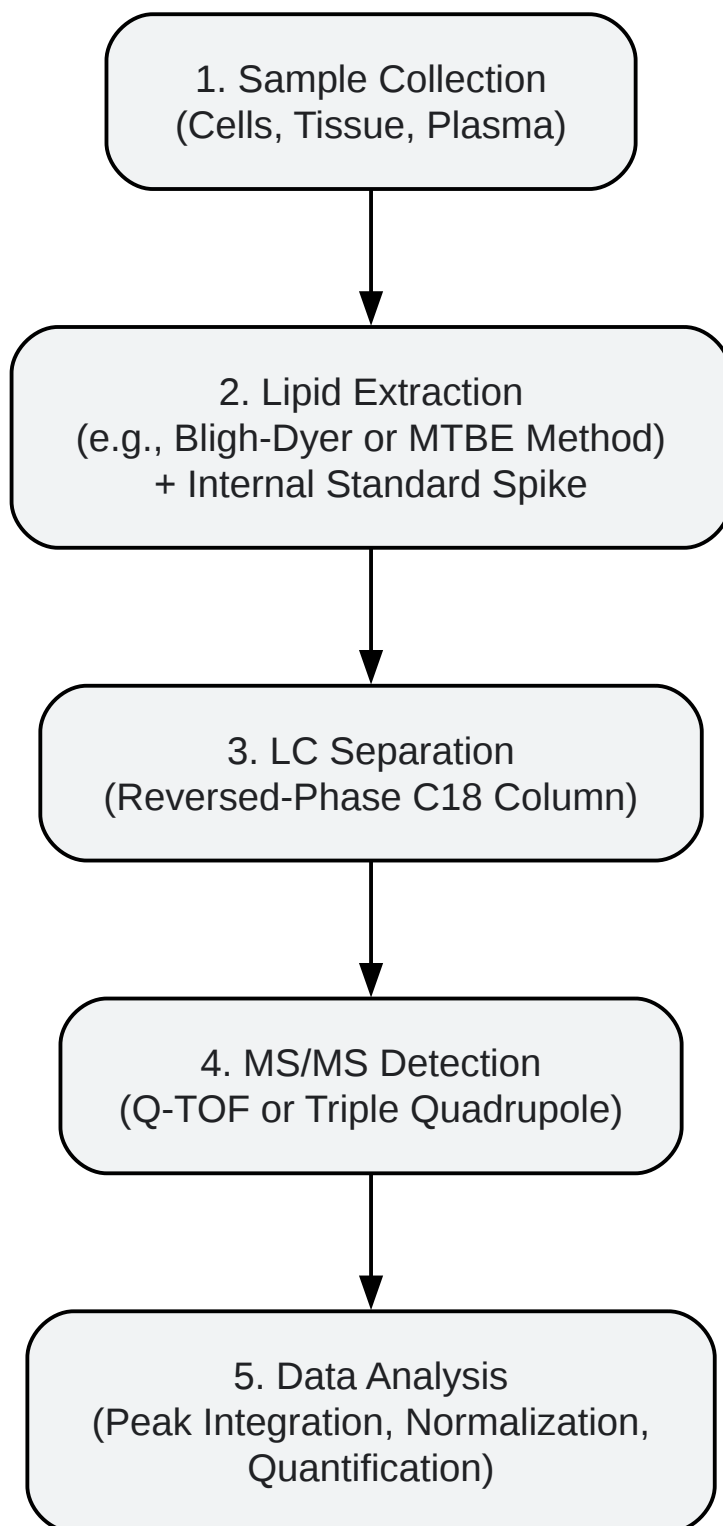 1. Sample Collection
(Cells, Tissue, Plasma)
2. Lipid Extraction
(e.g., Bligh-Dyer or MTBE Method)
+ Internal Standard Spike
3. LC Separation
(Reversed-Phase C18 Column)
4. MS/MS Detection
(Q-TOF or Triple Quadrupole)
5. Data Analysis
(Peak Integration, Normalization,
Quantification)